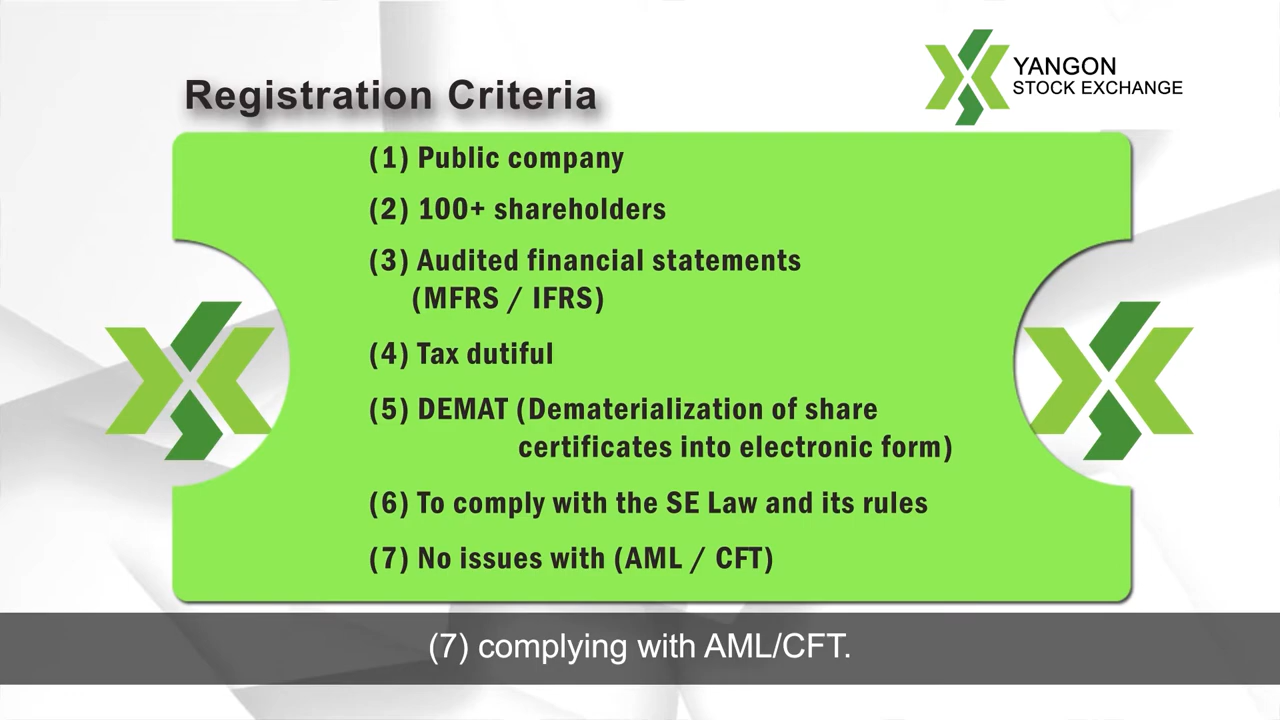 YANGON
STOCK EXCHANGE
Registration Criteria
(1) Public company
(2) 100+ shareholders
(3) Audited financial statements
(MFRS / IFRS)
(4) Tax dutiful
(5) DEMAT (Dematerialization of share
certificates into electronic form)
(6) To comply with the SE Law and its rules
(7) No issues with (AML / CFT)
(7) complying with AML/CFT.